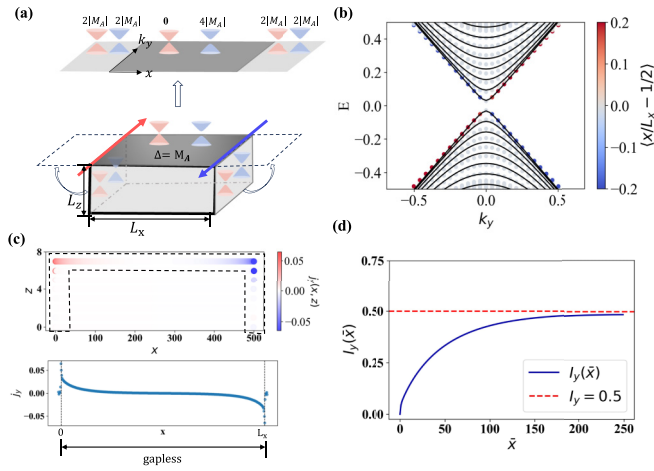 (a)
2|M_A| 2|M_A| 0 4|M_A| 2|M_A| 2|M_A|
k_y
x
Δ= M_A
L_z
L_x
(b)
E
0.4
0.2
0.0
−0.2
−0.4
−0.5 0.0 0.5
k_y
0.2
0.1
0.0
−0.1
−0.2
⟨x/L_x − 1/2⟩
(c)
z
8
4
0
0 100 200 300 400 500
x
0.05
0.00
−0.05
j_y(x, z)
j_y
0.05
0.00
−0.05
0 x L_x
gapless
(d)
I_y(x̄)
0.75
0.50
0.25
0.00
0 50 100 150 200 250
x̄
I_y(x̄)
I_y = 0.5